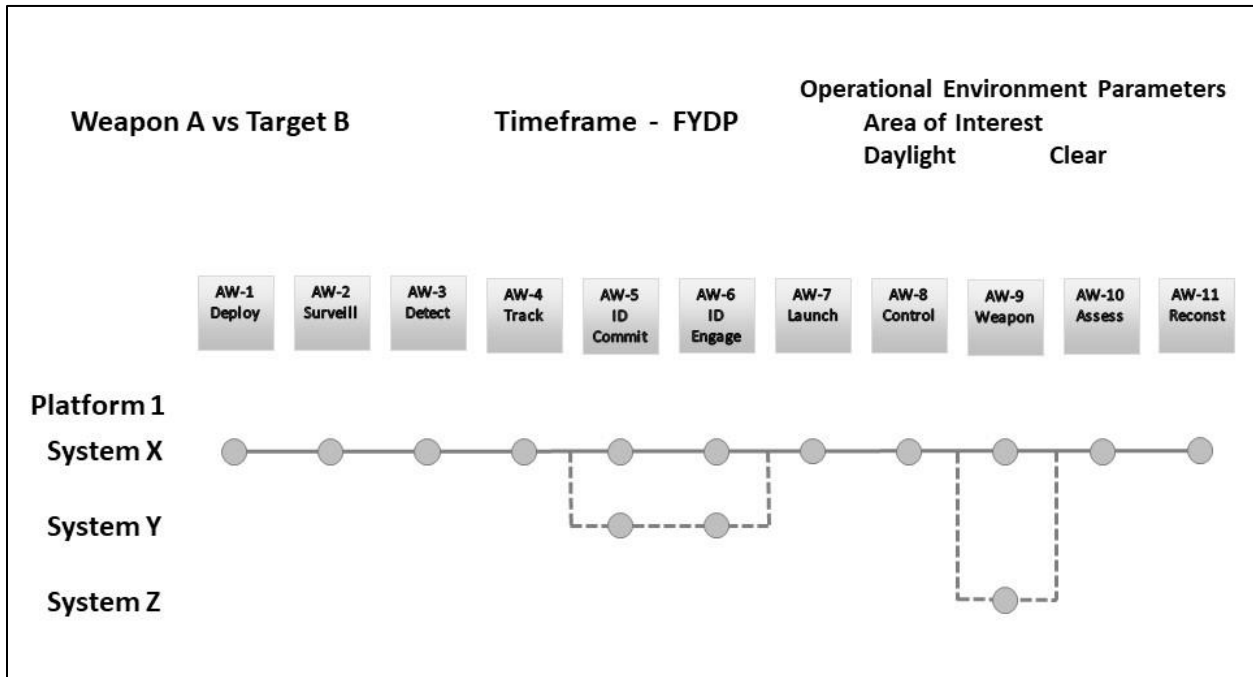 Weapon A vs Target B
Timeframe - FYDP
Operational Environment Parameters
Area of Interest
Daylight Clear
AW-1
Deploy
AW-2
Surveill
AW-3
Detect
AW-4
Track
AW-5
ID
Commit
AW-6
ID
Engage
AW-7
Launch
AW-8
Control
AW-9
Weapon
AW-10
Assess
AW-11
Reconst
Platform 1
System X
System Y
System Z